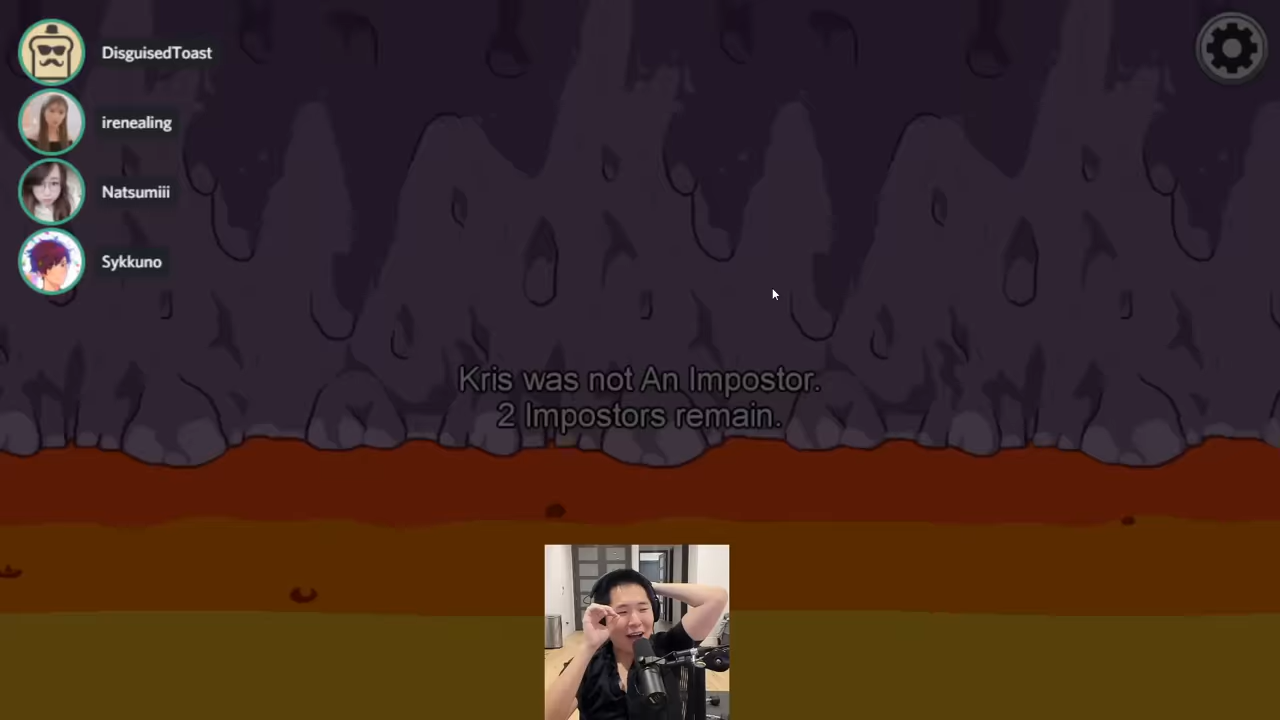 DisguisedToast
irenealing
Natsumiii
Sykkuno
Kris was not An Impostor.
2 Impostors remain.